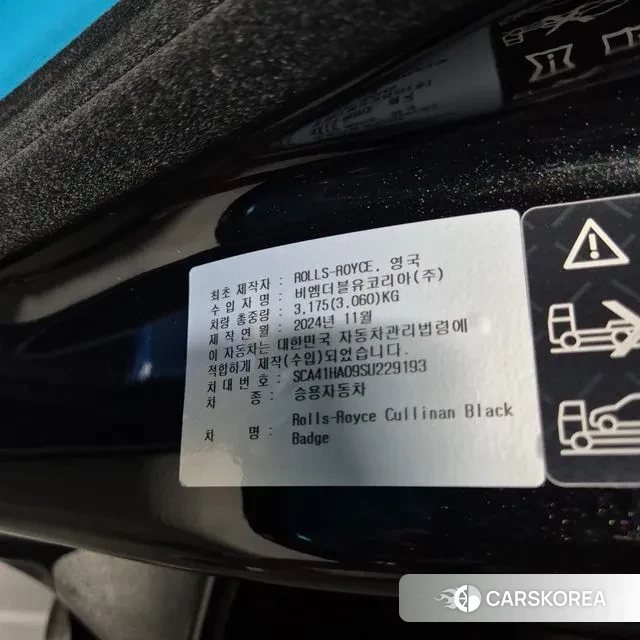 최초 제작자 : ROLLS-ROYCE, 영국
수 입 자 명 : 비엠더블유코리아(주)
차량 총중량 : 3,175(3,060)KG
제 작 연 월 : 2024년 11월
이 자동차는 대한민국 자동차관리법령에
적합하게 제작(수입)되었습니다.
차 대 번 호 : SCA41HA09SU229193
차 종 : 승용자동차
차 명 : Rolls-Royce Cullinan Black
Badge
CARSKOREA